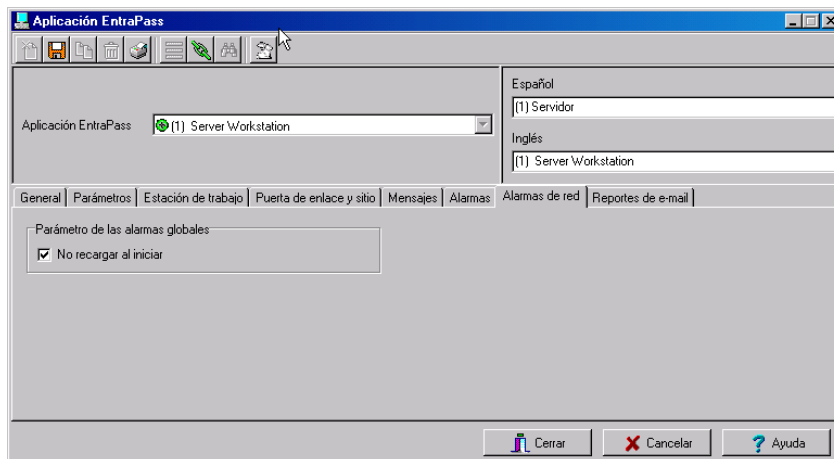 Aplicación EntraPass
Español
(1) Servidor
Aplicación EntraPass
(1) Server Workstation
Inglés
(1) Server Workstation
General
Parámetros
Estación de trabajo
Puerta de enlace y sitio
Mensajes
Alarmas
Alarmas de red
Reportes de e-mail
Parámetro de las alarmas globales
No recargar al iniciar
Cerrar
Cancelar
Ayuda